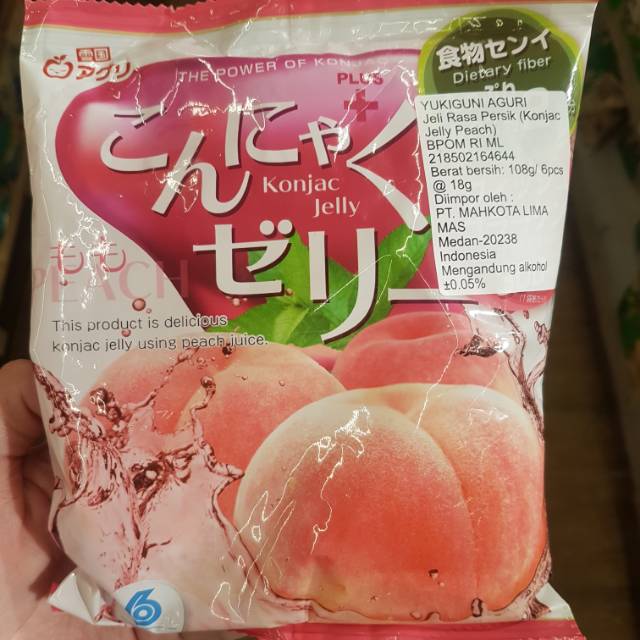 雪国
アグリ
THE POWER OF KONJAC
PLUS
+
食物センイ
Dietary fiber
こんにゃく
Konjac
Jelly
ゼリー
モモ
PEACH
This product is delicious
konjac jelly using peach juice.
YUKIGUNI AGURI
Jeli Rasa Persik (Konjac
Jelly Peach)
BPOM RI ML
218502164644
Berat bersih: 108g/ 6pcs
@ 18g
Diimpor oleh :
PT. MAHKOTA LIMA
MAS
Medan-20238
Indonesia
Mengandung alkohol
±0.05%
6